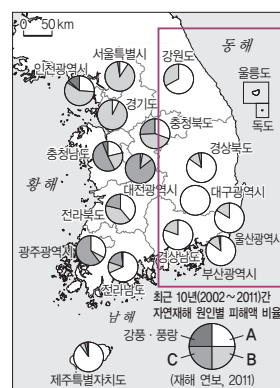 0 50km
동해
서울특별시
강원도
울릉도
인천광역시
독도
경기도
충청북도
충청남도
경상북도
황해
대전광역시
대구광역시
전라북도
울산광역시
광주광역시
경상남도
부산광역시
전라남도
남해
최근 10년(2002~2011)간
자연재해 원인별 피해액 비율
강풍·풍랑
A
C
B
(재해 연보, 2011)
제주특별자치도